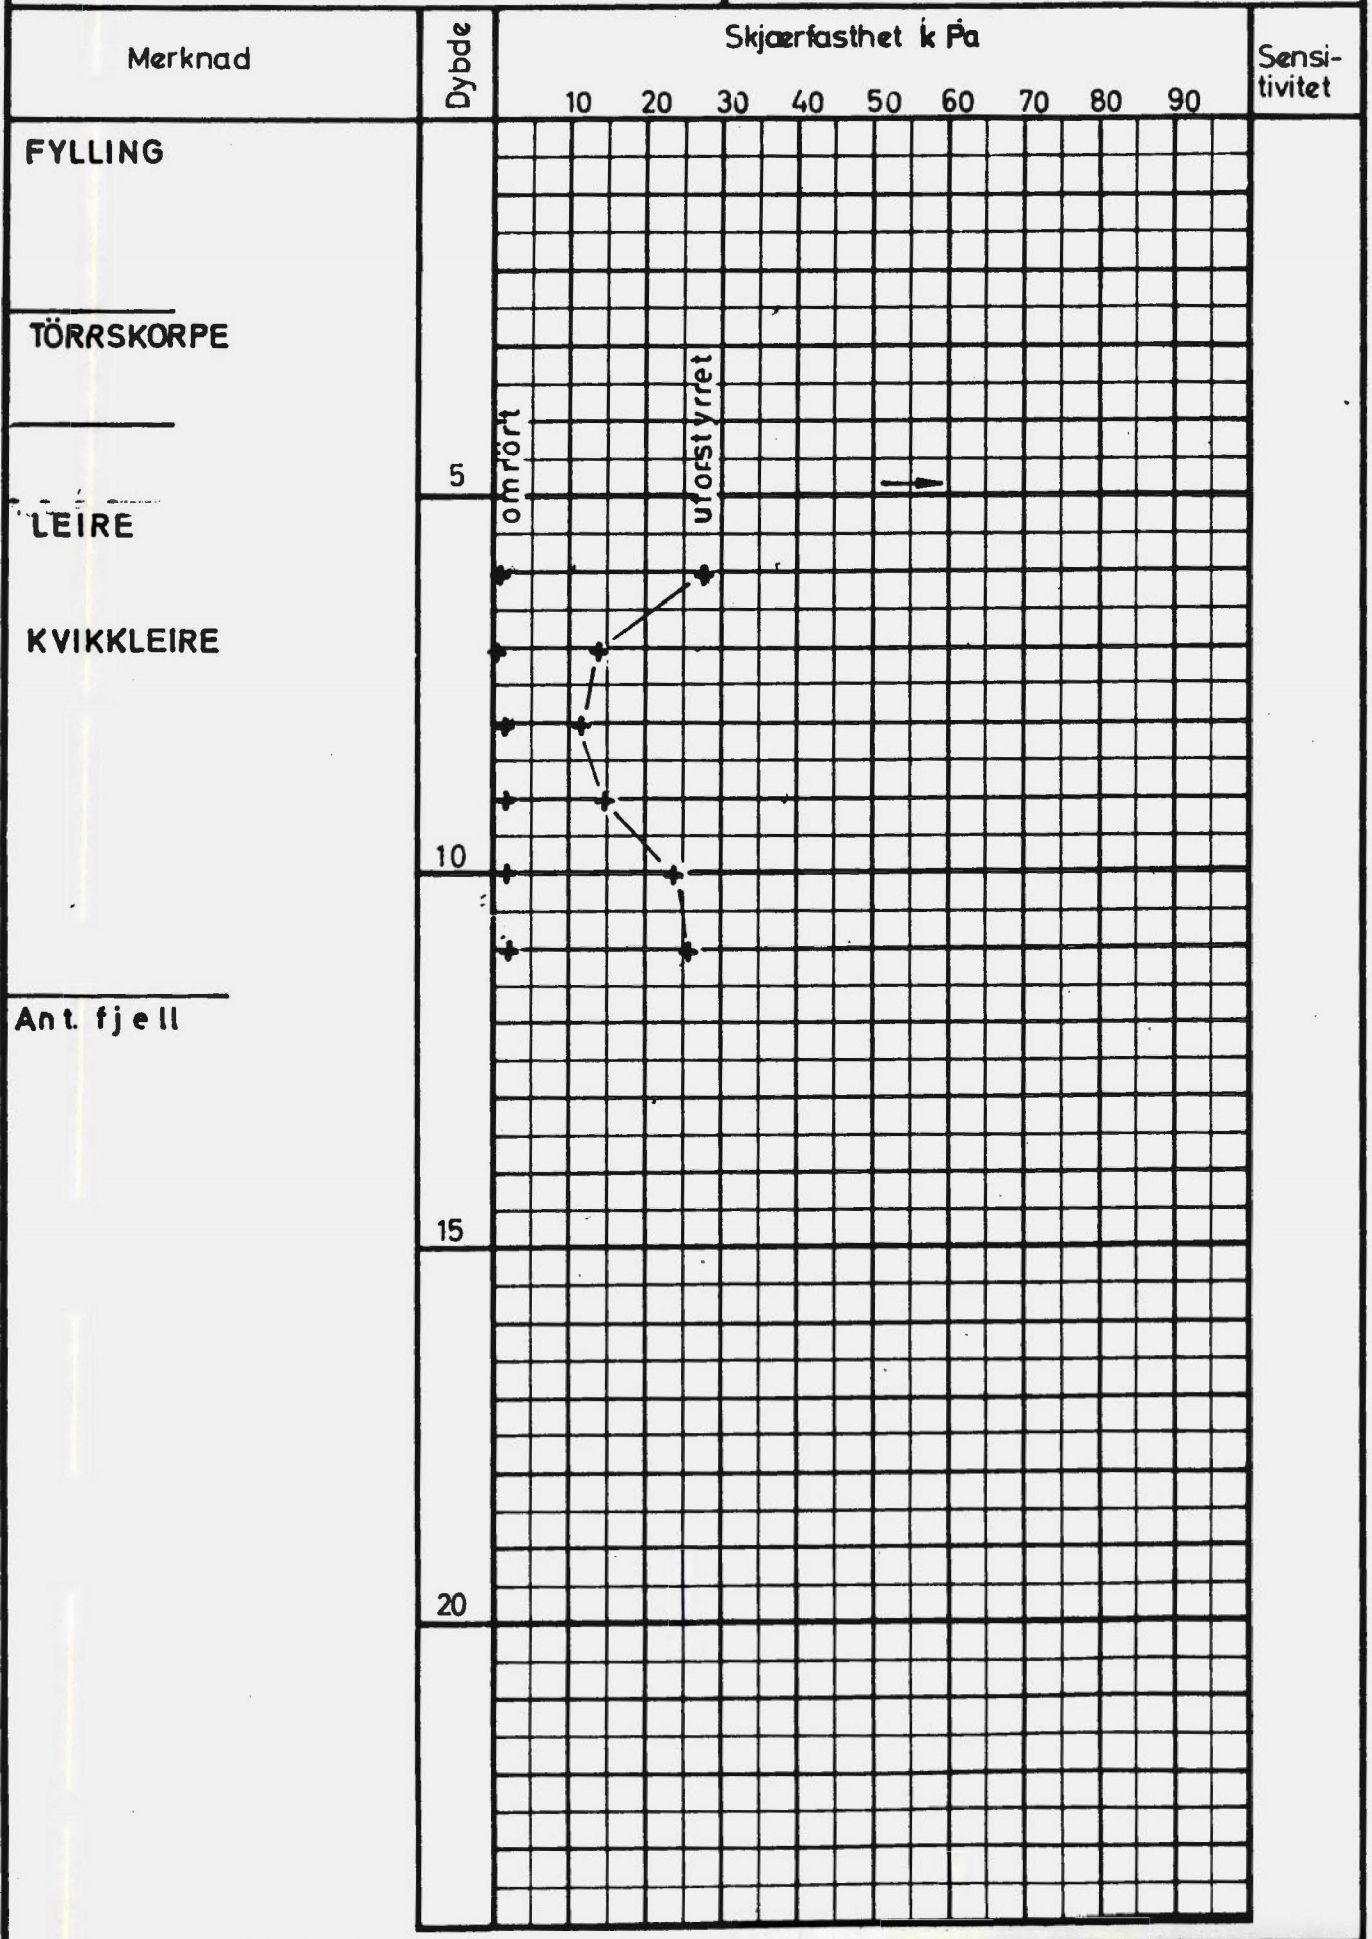 Merknad
Dybde
Skjærfasthet k Pa
Sensi-
tivitet
10 20 30 40 50 60 70 80 90
FYLLING
TÖRRSKORPE
omrört
uforstyrret
5
LEIRE
KVIKKLEIRE
10
Ant. fjell
15
20